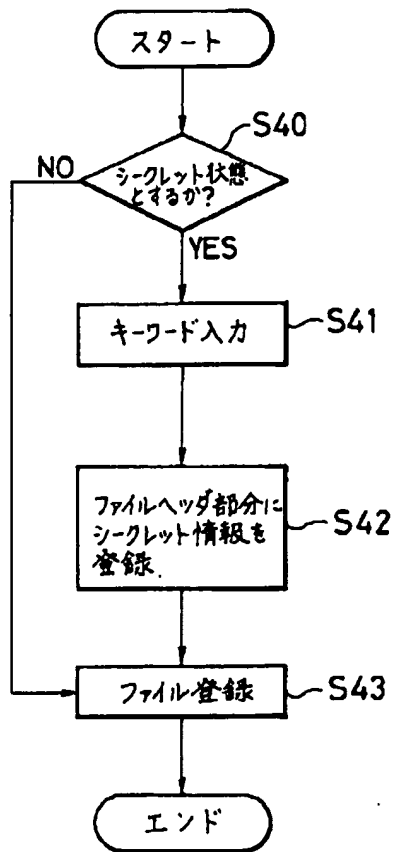 スタート
S40
NO
シークレット状態
とするか?
YES
キーワード入力
S41
ファイルヘッダ部分に
シークレット情報を
登録.
S42
ファイル登録
S43
エンド